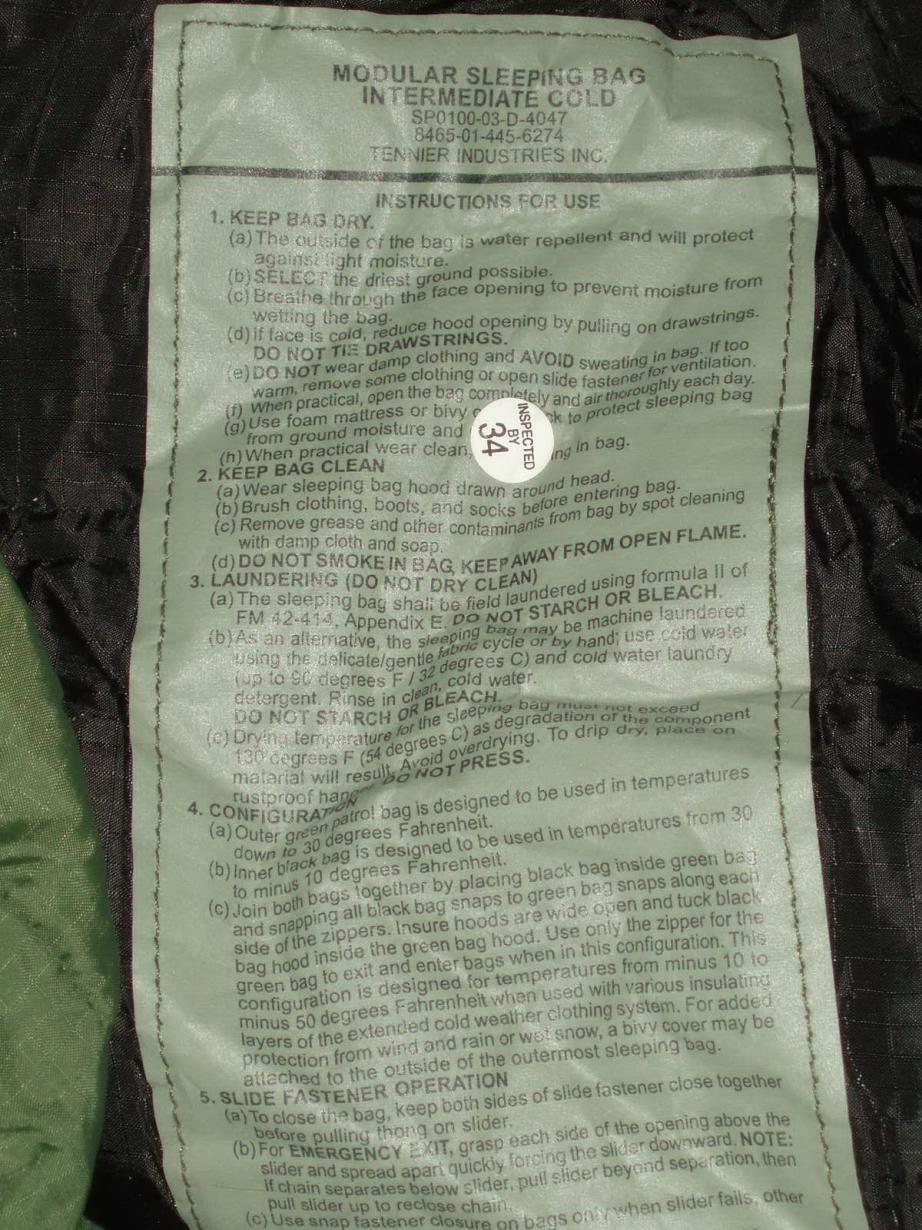 MODULAR SLEEPING BAG
INTERMEDIATE COLD
SP0100-03-D-4047
8465-01-445-6274
TENNIER INDUSTRIES INC.
INSTRUCTIONS FOR USE
1. KEEP BAG DRY.
(a) The outside of the bag is water repellent and will protect
against light moisture.
(b) SELECT the driest ground possible.
(c) Breathe through the face opening to prevent moisture from
wetting the bag.
(d) If face is cold, reduce hood opening by pulling on drawstrings.
DO NOT TIE DRAWSTRINGS.
(e) DO NOT wear damp clothing and AVOID sweating in bag. If too
warm, remove some clothing or open slide fastener for ventilation.
(f) When practical, open the bag completely and air thoroughly each day.
(g) Use foam mattress or bivy to protect sleeping bag
from ground moisture and
(h) When practical wear clean, in bag.
INSPECTED
BY
34
2. KEEP BAG CLEAN
(a) Wear sleeping bag hood drawn around head.
(b) Brush clothing, boots, and socks before entering bag.
(c) Remove grease and other contaminants from bag by spot cleaning
with damp cloth and soap.
(d) DO NOT SMOKE IN BAG, KEEP AWAY FROM OPEN FLAME.
3. LAUNDERING (DO NOT DRY CLEAN)
(a) The sleeping bag shall be field laundered using formula II of
FM 42-414, Appendix E. DO NOT STARCH OR BLEACH.
(b) As an alternative, the sleeping bag may be machine laundered
using the delicate/gentle fabric cycle or by hand; use cold water
(up to 90 degrees F / 32 degrees C) and cold water laundry
detergent. Rinse in clean, cold water.
DO NOT STARCH OR BLEACH.
(c) Drying temperature for the sleeping bag must not exceed
130 degrees F (54 degrees C) as degradation of the component
material will result. Avoid overdrying. To drip dry, place on
rustproof DO NOT PRESS.
4. CONFIGURATION
(a) Outer green patrol bag is designed to be used in temperatures
down to 30 degrees Fahrenheit.
(b) Inner black bag is designed to be used in temperatures from 30
to minus 10 degrees Fahrenheit.
(c) Join both bags together by placing black bag inside green bag
and snapping all black bag snaps to green bag snaps along each
side of the zippers. Insure hoods are wide open and tuck black
bag hood inside the green bag hood. Use only the zipper for the
green bag to exit and enter bags when in this configuration. This
configuration is designed for temperatures from minus 10 to
minus 50 degrees Fahrenheit when used with various insulating
layers of the extended cold weather clothing system. For added
protection from wind and rain or wet snow, a bivy cover may be
attached to the outside of the outermost sleeping bag.
5. SLIDE FASTENER OPERATION
(a) To close the bag, keep both sides of slide fastener close together
before pulling thong on slider.
(b) For EMERGENCY EXIT, grasp each side of the opening above the
slider and spread apart quickly forcing the slider downward. NOTE:
If chain separates below slider, pull slider beyond separation, then
pull slider up to reclose chain.
(c) Use snap fastener closure on bags only when slider fails, other